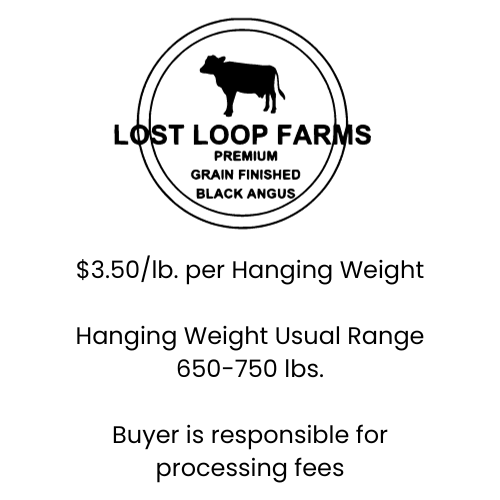 LOST LOOP FARMS
PREMIUM
GRAIN FINISHED
BLACK ANGUS
$3.50/lb. per Hanging Weight
Hanging Weight Usual Range
650-750 lbs.
Buyer is responsible for
processing fees